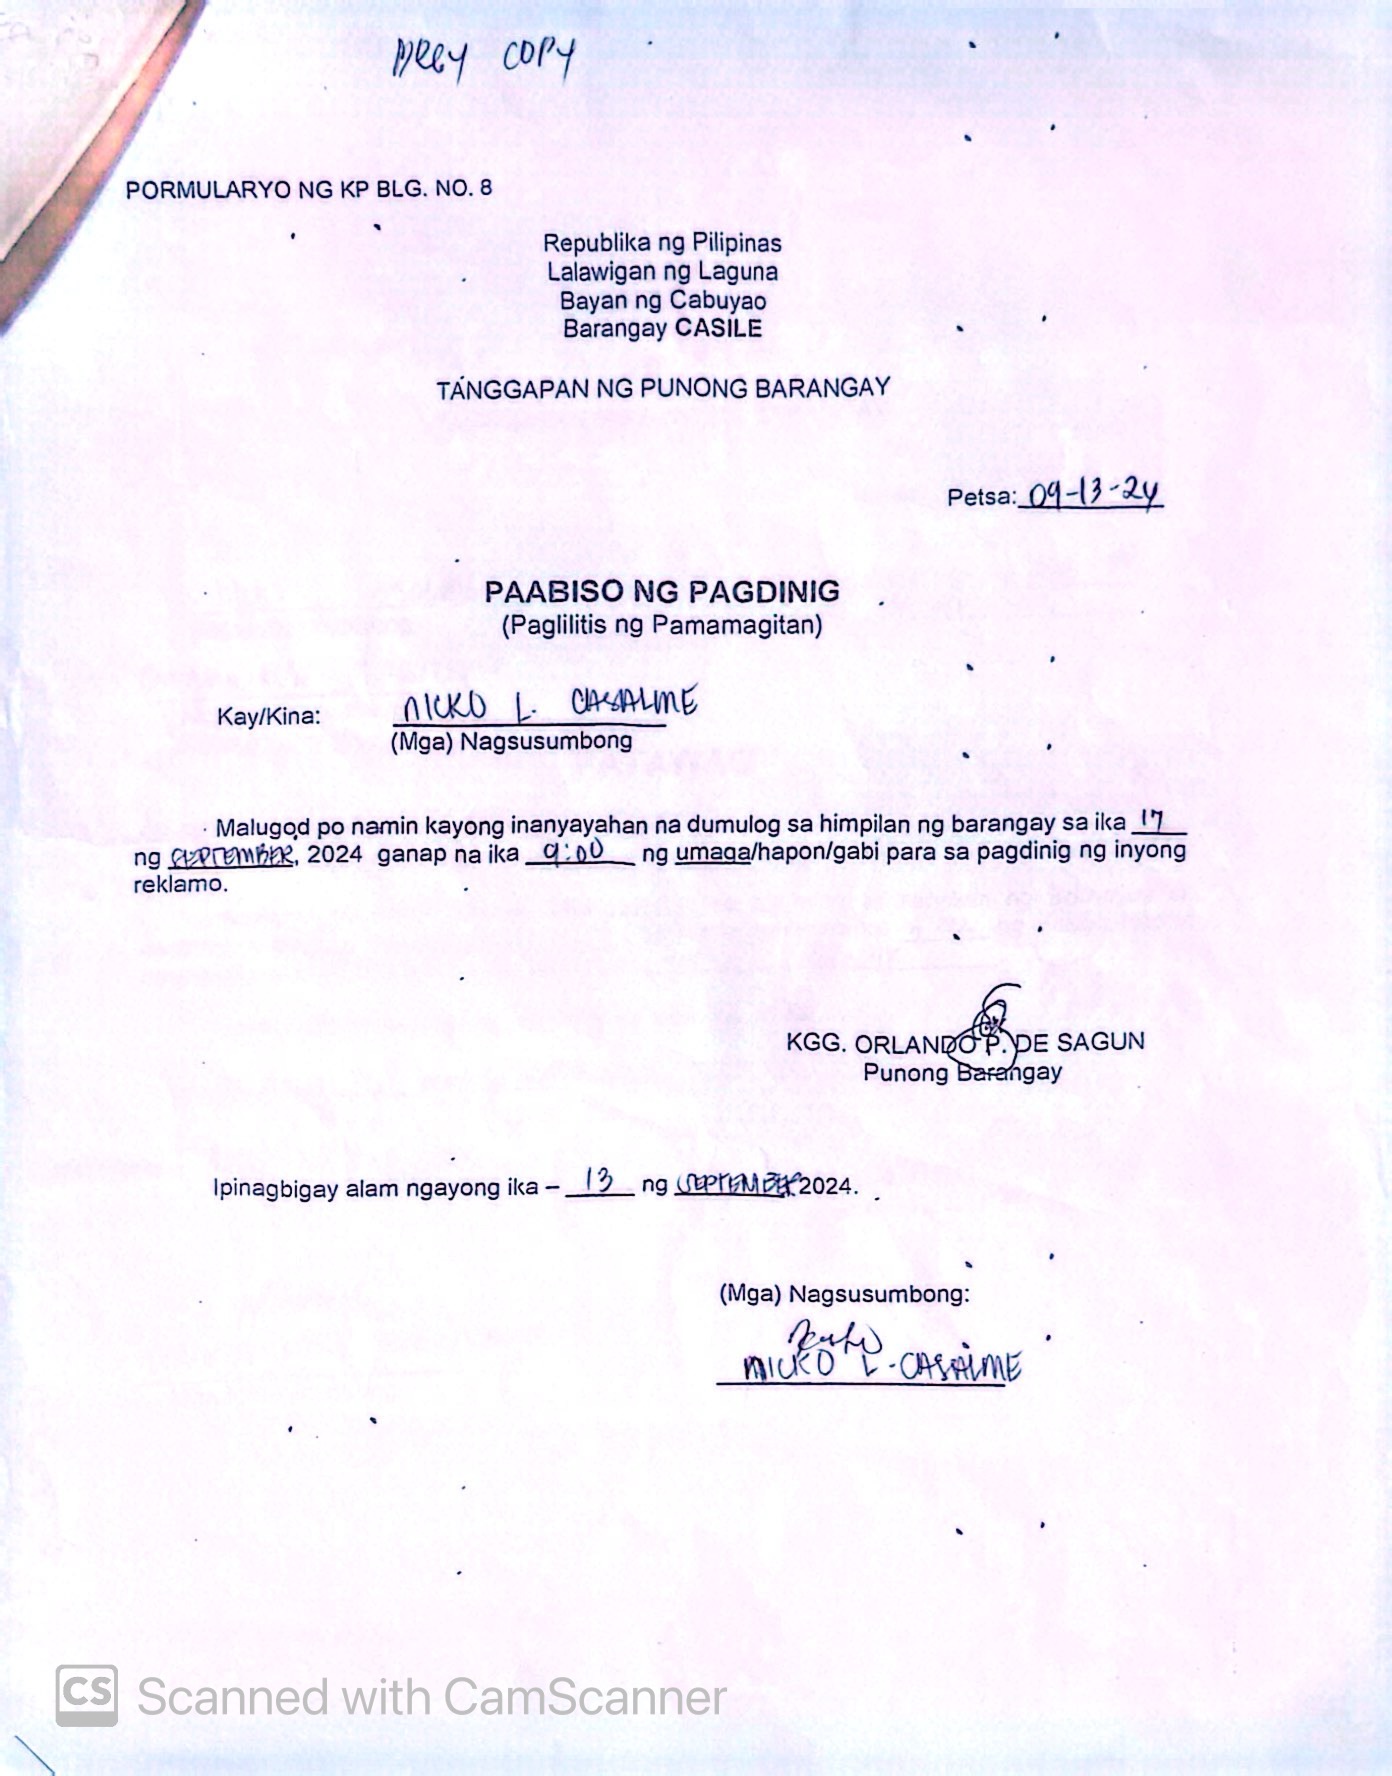 BRGY COPY
PORMULARYO NG KP BLG. NO. 8
Republika ng Pilipinas
Lalawigan ng Laguna
Bayan ng Cabuyao
Barangay CASILE
TANGGAPAN NG PUNONG BARANGAY
Petsa: 09-13-24
PAABISO NG PAGDINIG
(Paglilitis ng Pamamagitan)
Kay/Kina: NICKO L. CASALME
(Mga) Nagsusumbong
Malugod po namin kayong inanyayahan na dumulog sa himpilan ng barangay sa ika 17
ng SEPTEMBER, 2024 ganap na ika 9:00 ng umaga/hapon/gabi para sa pagdinig ng inyong
reklamo.
KGG. ORLANDO P. DE SAGUN
Punong Barangay
Ipinagbigay alam ngayong ika – 13 ng SEPTEMBER 2024.
(Mga) Nagsusumbong:
NICKO L. CASALME
CS Scanned with CamScanner